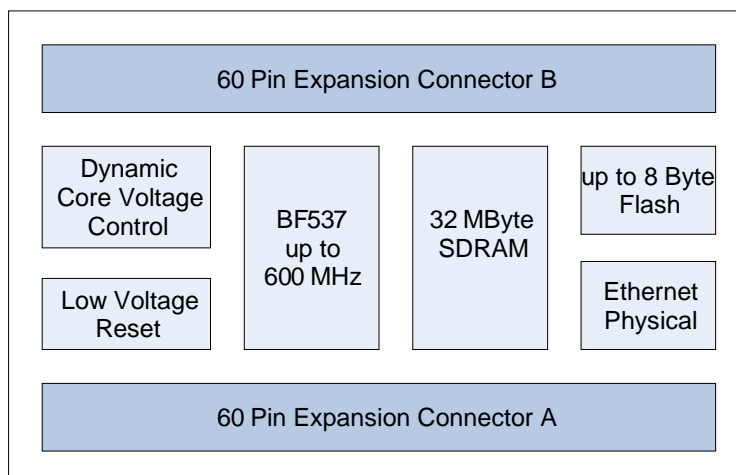 60 Pin Expansion Connector B
Dynamic
Core Voltage
Control
BF537
up to
600 MHz
32 MByte
SDRAM
up to 8 Byte
Flash
Low Voltage
Reset
Ethernet
Physical
60 Pin Expansion Connector A